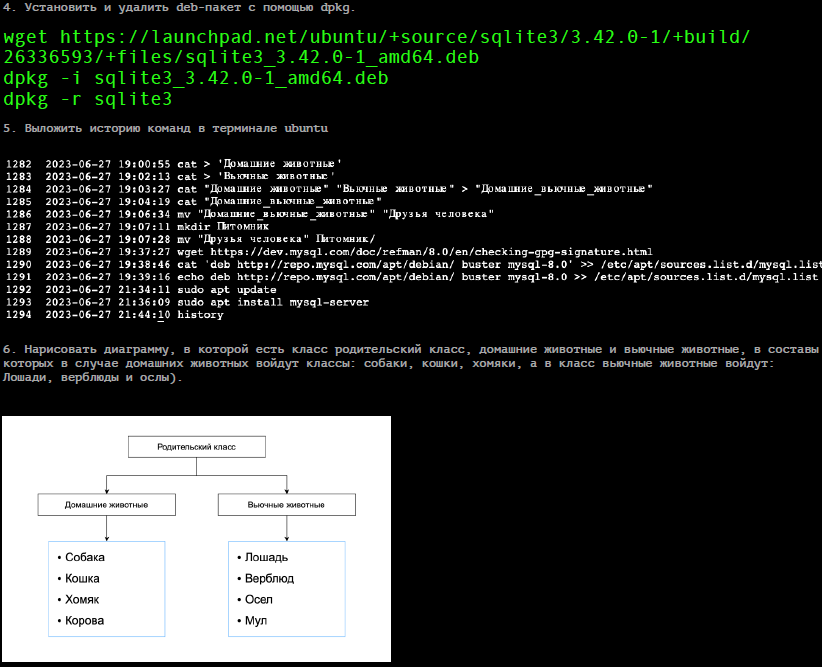 4. Установить и удалить deb-пакет с помощью dpkg.
wget https://launchpad.net/ubuntu/+source/sqlite3/3.42.0-1/+build/
26336593/+files/sqlite3_3.42.0-1_amd64.deb
dpkg -i sqlite3_3.42.0-1_amd64.deb
dpkg -r sqlite3
5. Выложить историю команд в терминале ubuntu
1282 2023-06-27 19:00:55 cat > 'Домашние животные'
1283 2023-06-27 19:02:13 cat > 'Вьючные животные'
1284 2023-06-27 19:03:27 cat "Домашние животные" "Вьючные животные" > "Домашние_вьючные_животные"
1285 2023-06-27 19:04:19 cat "Домашние_вьючные_животные"
1286 2023-06-27 19:06:34 mv "Домашние_вьючные_животные" "Друзья человека"
1287 2023-06-27 19:07:11 mkdir Питомник
1288 2023-06-27 19:07:28 mv "Друзья человека" Питомник/
1289 2023-06-27 19:37:27 wget https://dev.mysql.com/doc/refman/8.0/en/checking-gpg-signature.html
1290 2023-06-27 19:38:46 cat 'deb http://repo.mysql.com/apt/debian/ buster mysql-8.0' >> /etc/apt/sources.list.d/mysql.list
1291 2023-06-27 19:39:16 echo deb http://repo.mysql.com/apt/debian/ buster mysql-8.0 >> /etc/apt/sources.list.d/mysql.list
1292 2023-06-27 21:34:11 sudo apt update
1293 2023-06-27 21:36:09 sudo apt install mysql-server
1294 2023-06-27 21:44:10 history
6. Нарисовать диаграмму, в которой есть класс родительский класс, домашние животные и вьючные животные, в составы
которых в случае домашних животных войдут классы: собаки, кошки, хомяки, а в класс вьючные животные войдут:
Лошади, верблюды и ослы).
Родительский класс
Домашние животные
Вьючные животные
• Собака
• Кошка
• Хомяк
• Корова
• Лошадь
• Верблюд
• Осел
• Мул